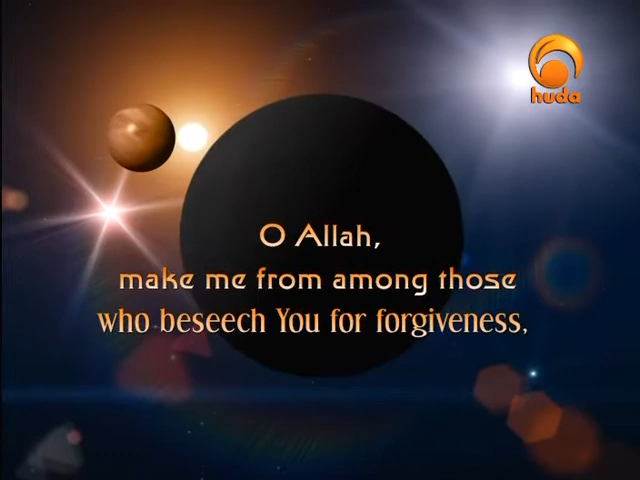 huda
O Allah,
make me from among those
who beseech You for forgiveness,